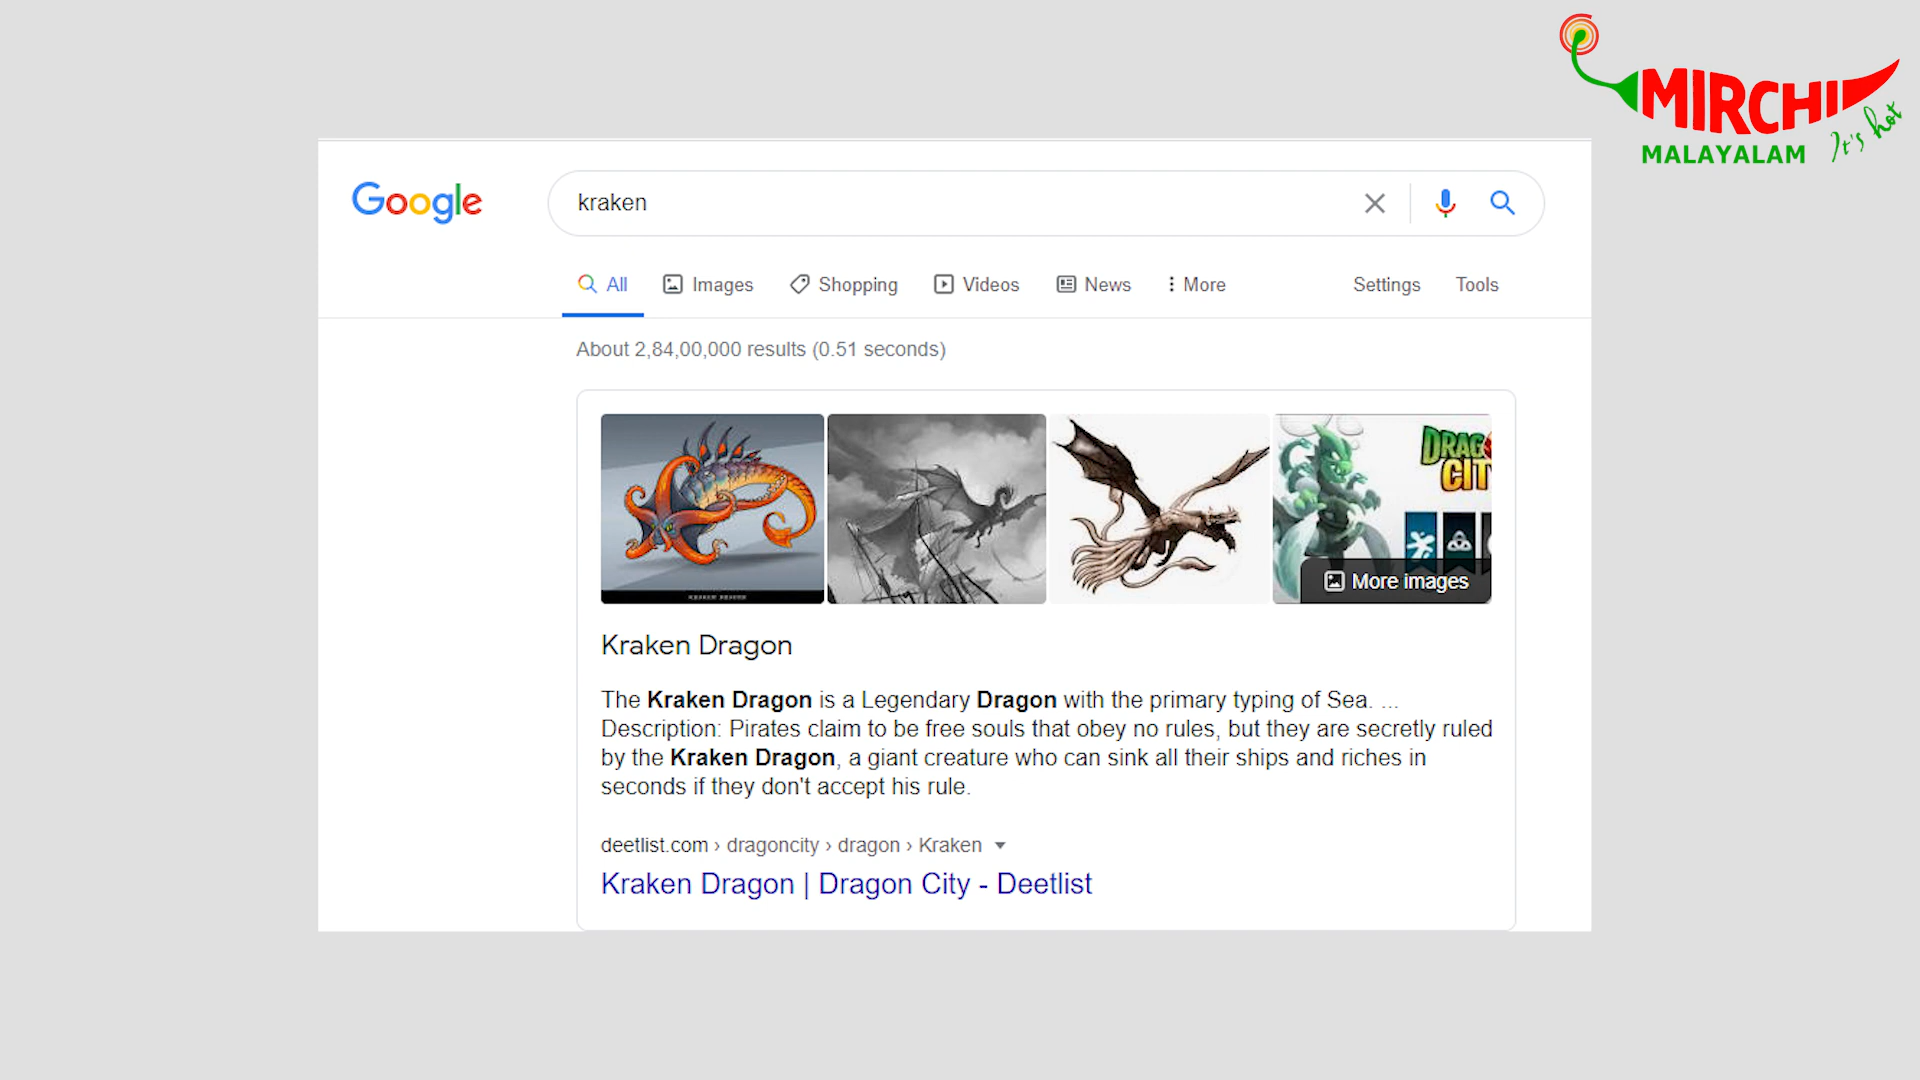 MIRCHI
It's hot
MALAYALAM
Google
kraken
All
Images
Shopping
Videos
News
More
Settings
Tools
About 2,84,00,000 results (0.51 seconds)
DRAG
CIT
More images
Kraken Dragon
The Kraken Dragon is a Legendary Dragon with the primary typing of Sea. ...
Description: Pirates claim to be free souls that obey no rules, but they are secretly ruled
by the Kraken Dragon, a giant creature who can sink all their ships and riches in
seconds if they don't accept his rule.
deetlist.com › dragoncity › dragon › Kraken
Kraken Dragon | Dragon City - Deetlist